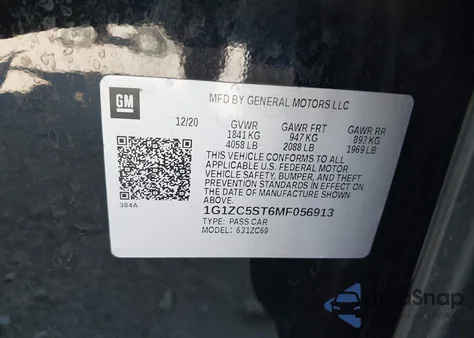 GM
MFD BY GENERAL MOTORS LLC
12/20 GVWR GAWR FRT GAWR RR
1841 KG 947 KG 893 KG
4058 LB 2088 LB 1969 LB
THIS VEHICLE CONFORMS TO ALL
APPLICABLE U.S. FEDERAL MOTOR
VEHICLE SAFETY, BUMPER, AND THEFT
PREVENTION STANDARDS IN EFFECT ON
THE DATE OF MANUFACTURE SHOWN
ABOVE.
384A
1G1ZC5ST6MF056913
TYPE: PASS CAR
MODEL: 631ZC69